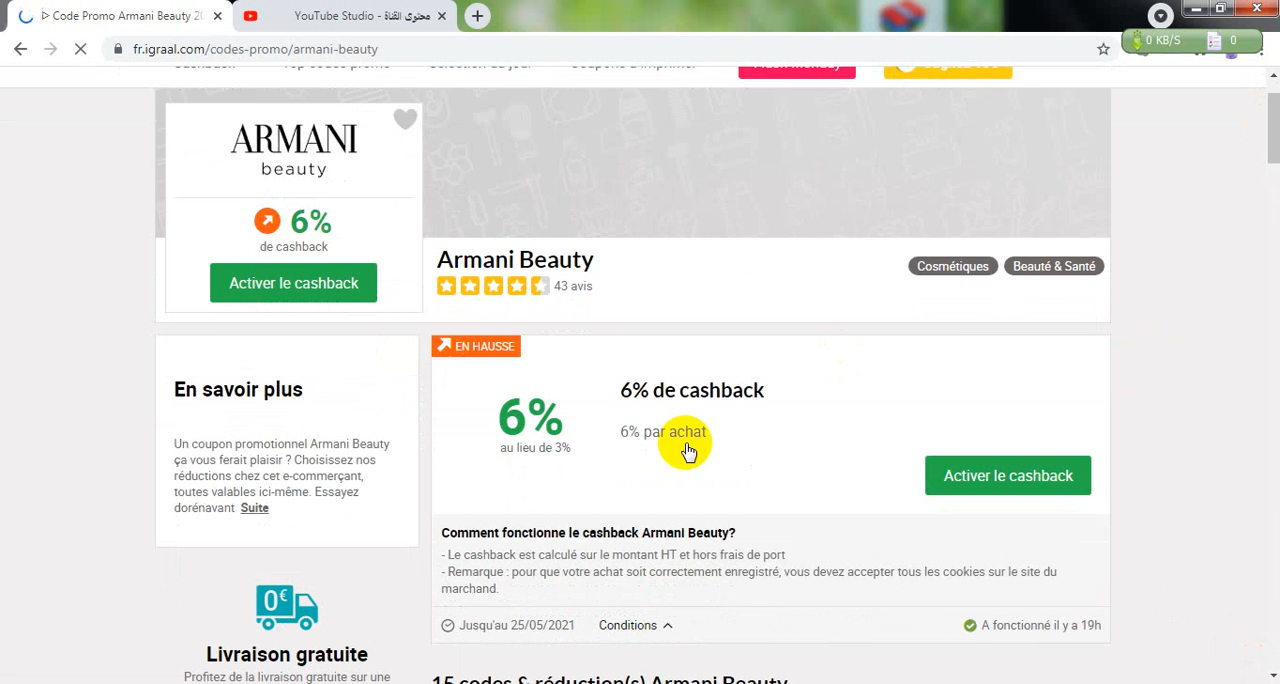 Code Promo Armani Beauty 20
YouTube Studio - محتوى القناة
fr.igraal.com/codes-promo/armani-beauty
0 KB/S
0
ARMANI
beauty
6%
de cashback
Activer le cashback
Armani Beauty
43 avis
Cosmétiques
Beauté & Santé
En savoir plus
Un coupon promotionnel Armani Beauty
ça vous ferait plaisir ? Choisissez nos
réductions chez cet e-commerçant,
toutes valables ici-même. Essayez
dorénavant Suite
0€
Livraison gratuite
Profitez de la livraison gratuite sur une
EN HAUSSE
6%
au lieu de 3%
6% de cashback
6% par achat
Activer le cashback
Comment fonctionne le cashback Armani Beauty?
- Le cashback est calculé sur le montant HT et hors frais de port
- Remarque : pour que votre achat soit correctement enregistré, vous devez accepter tous les cookies sur le site du
marchand.
Jusqu'au 25/05/2021
Conditions
A fonctionné il y a 19h
15 codes & réduction(s) Armani Beauty